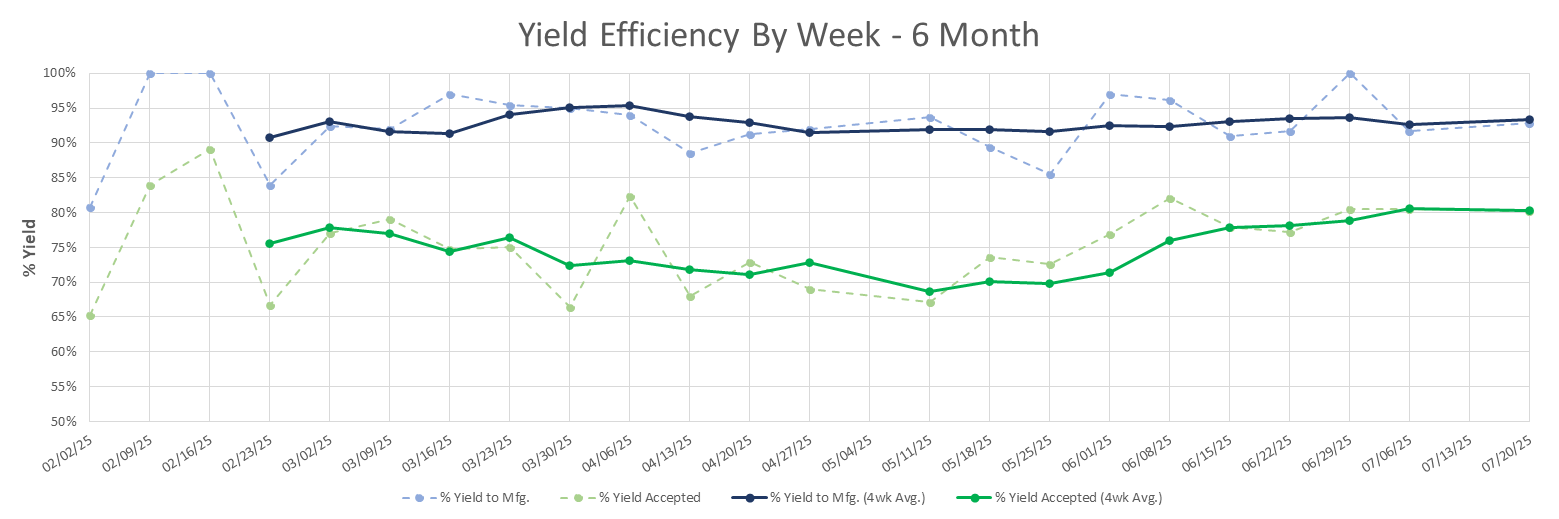 Yield Efficiency By Week - 6 Month
% Yield
100%
95%
90%
85%
80%
75%
70%
65%
60%
55%
50%
02/02/25 02/09/25 02/16/25 02/23/25 03/02/25 03/09/25 03/16/25 03/23/25 03/30/25 04/06/25 04/13/25 04/20/25 04/27/25 05/04/25 05/11/25 05/18/25 05/25/25 06/01/25 06/08/25 06/15/25 06/22/25 06/29/25 07/06/25 07/13/25 07/20/25
% Yield to Mfg. % Yield Accepted % Yield to Mfg. (4wk Avg.) % Yield Accepted (4wk Avg.)